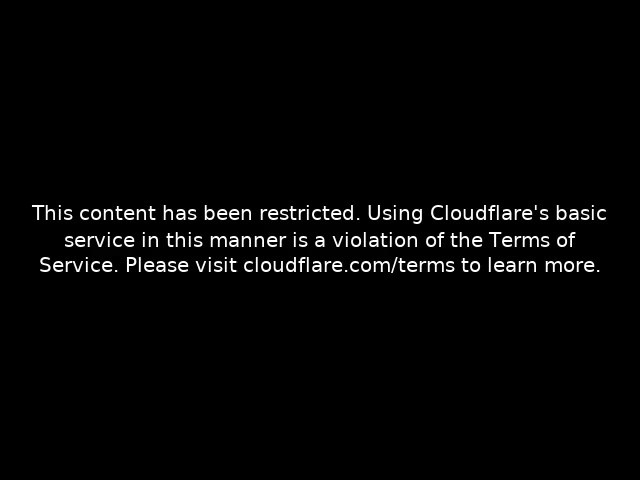 This content has been restricted. Using Cloudflare's basic
service in this manner is a violation of the Terms of
Service. Please visit cloudflare.com/terms to learn more.